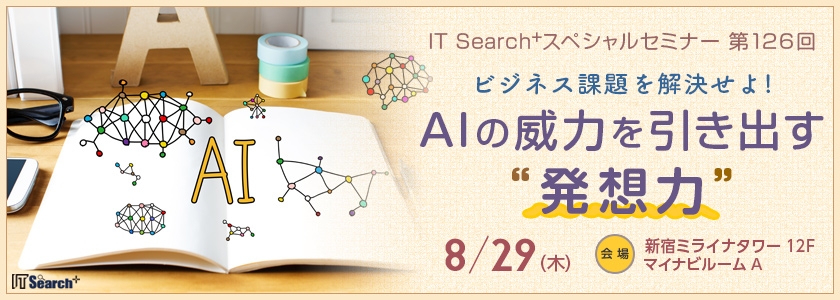 IT Search+スペシャルセミナー 第126回
ビジネス課題を解決せよ!
AIの威力を引き出す
“発想力”
8/29(木)
会場
新宿ミライナタワー 12F
マイナビルーム A
A
AI
IT Search+